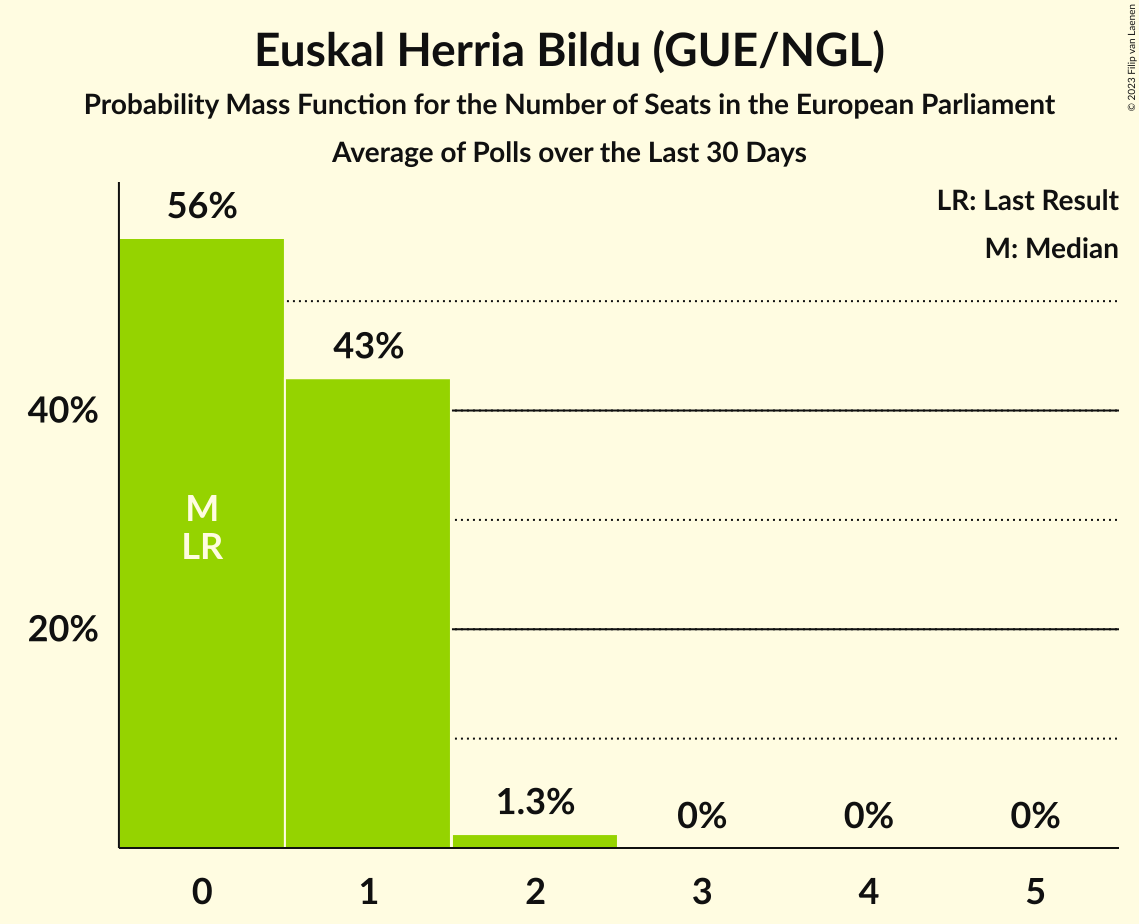 Euskal Herria Bildu (GUE/NGL)
Probability Mass Function for the Number of Seats in the European Parliament
Average of Polls over the Last 30 Days
© 2023 Filip van Laenen
LR: Last Result
M: Median
56%
43%
40%
M
LR
20%
1.3%
0%
0%
0%
0
1
2
3
4
5